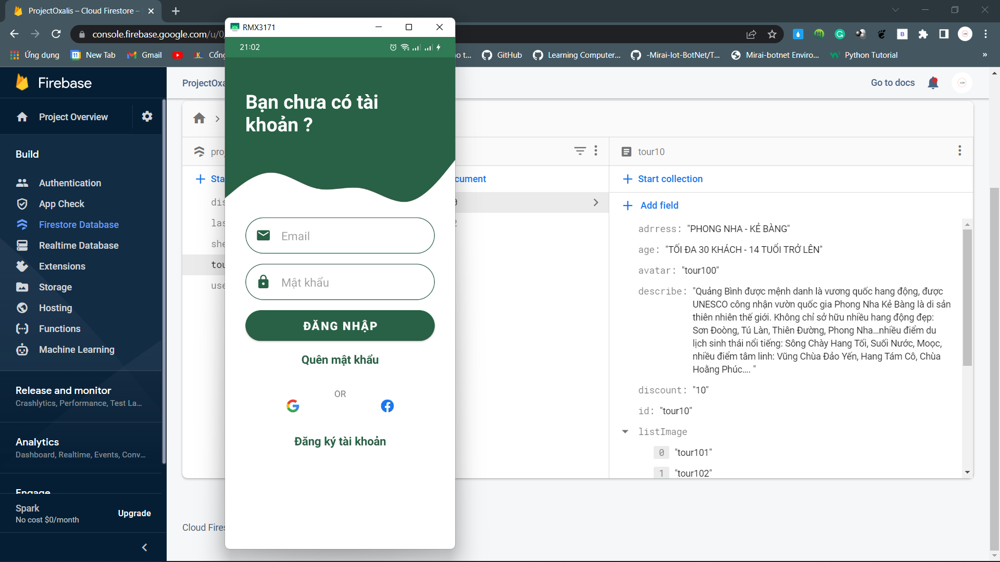 ProjectOxalis – Cloud Firestore –
RMX3171
console.firebase.google.com/u/0/
Ứng dụng
New Tab
Gmail
Cổng
o t...
GitHub
Learning Computer...
-Mirai-Iot-BotNet/T...
Mirai-botnet Enviro...
Python Tutorial
»
21:02
Firebase
ProjectOxa
Go to docs
Project Overview
Build
Authentication
App Check
Firestore Database
Realtime Database
Extensions
Storage
Hosting
Functions
Machine Learning
Release and monitor
Crashlytics, Performance, Test La...
Analytics
Dashboard, Realtime, Events, Conv...
Engage
Spark
No cost $0/month
Upgrade
Bạn chưa có tài
khoản ?
Email
Mật khẩu
ĐĂNG NHẬP
Quên mật khẩu
OR
Đăng ký tài khoản
pro
Sta
dis
las
she
tou
use
cument
Cloud Fires
tour10
Start collection
Add field
adrress: "PHONG NHA - KẺ BÀNG"
age: "TỐI ĐA 30 KHÁCH - 14 TUỔI TRỞ LÊN"
avatar: "tour100"
describe: "Quảng Bình được mệnh danh là vương quốc hang động, được
UNESCO công nhận vườn quốc gia Phong Nha Kẻ Bàng là di sản
thiên nhiên thế giới. Không chỉ sở hữu nhiều hang động đẹp:
Sơn Đoòng, Tú Làn, Thiên Đường, Phong Nha...nhiều điểm du
lịch sinh thái nổi tiếng: Sông Chày Hang Tối, Suối Nước, Moọc,
nhiều điểm tâm linh: Vũng Chùa Đảo Yến, Hang Tám Cô, Chùa
Hoằng Phúc.... "
discount: "10"
id: "tour10"
listImage
0 "tour101"
1 "tour102"